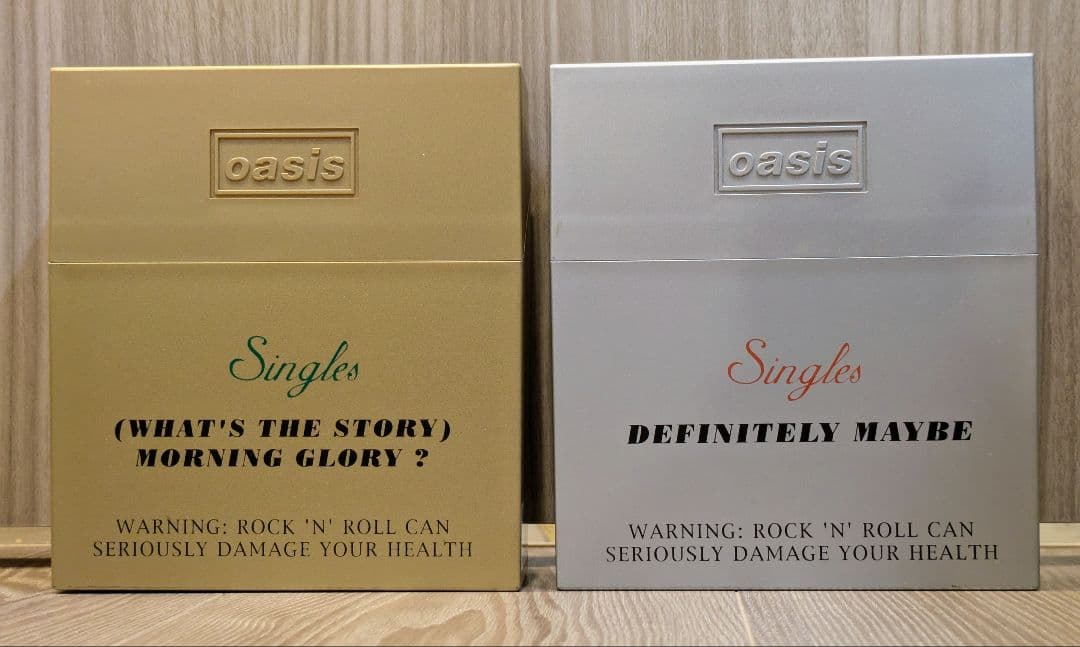 oasis
Singles
(WHAT'S THE STORY)
MORNING GLORY ?
WARNING: ROCK 'N' ROLL CAN
SERIOUSLY DAMAGE YOUR HEALTH
oasis
Singles
DEFINITELY MAYBE
WARNING: ROCK 'N' ROLL CAN
SERIOUSLY DAMAGE YOUR HEALTH